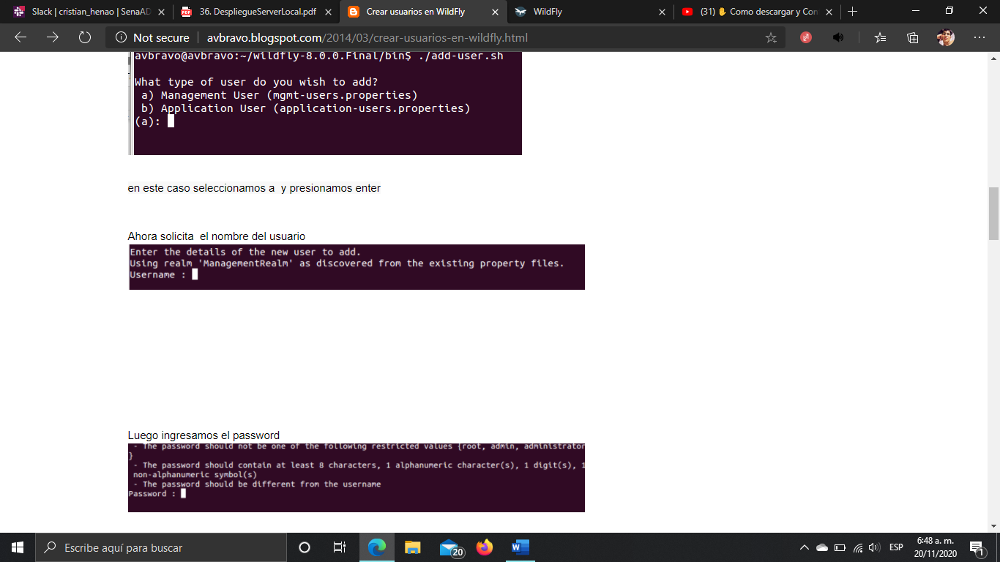 Slack | cristian_henao | SenaAD
36. DespliegueServerLocal.pdf
Crear usuarios en WildFly
WildFly
(31) ✋ Como descargar y Con
Not secure
avbravo.blogspot.com/2014/03/crear-usuarios-en-wildfly.html
avbravo@avbravo:~/wildfly-8.0.0.Final/bin$ ./add-user.sh
What type of user do you wish to add?
a) Management User (mgmt-users.properties)
b) Application User (application-users.properties)
(a):
en este caso seleccionamos a  y presionamos enter
Ahora solicita  el nombre del usuario
Enter the details of the new user to add.
Using realm 'ManagementRealm' as discovered from the existing property files.
Username :
Luego ingresamos el password
- The password should not be one of the following restricted values {root, admin, administrator
}
- The password should contain at least 8 characters, 1 alphanumeric character(s), 1 digit(s), 1
non-alphanumeric symbol(s)
- The password should be different from the username
Password :
Escribe aquí para buscar
20
ESP
6:48 a. m.
20/11/2020
1